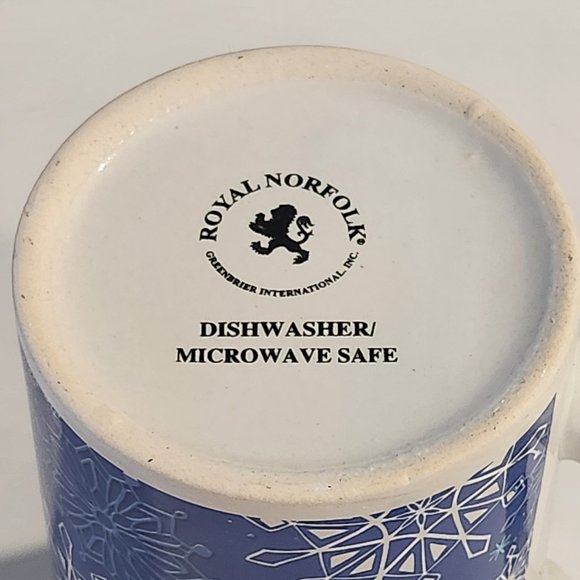 ROYAL NORFOLK®
GREENBRIER INTERNATIONAL, INC.
DISHWASHER/
MICROWAVE SAFE